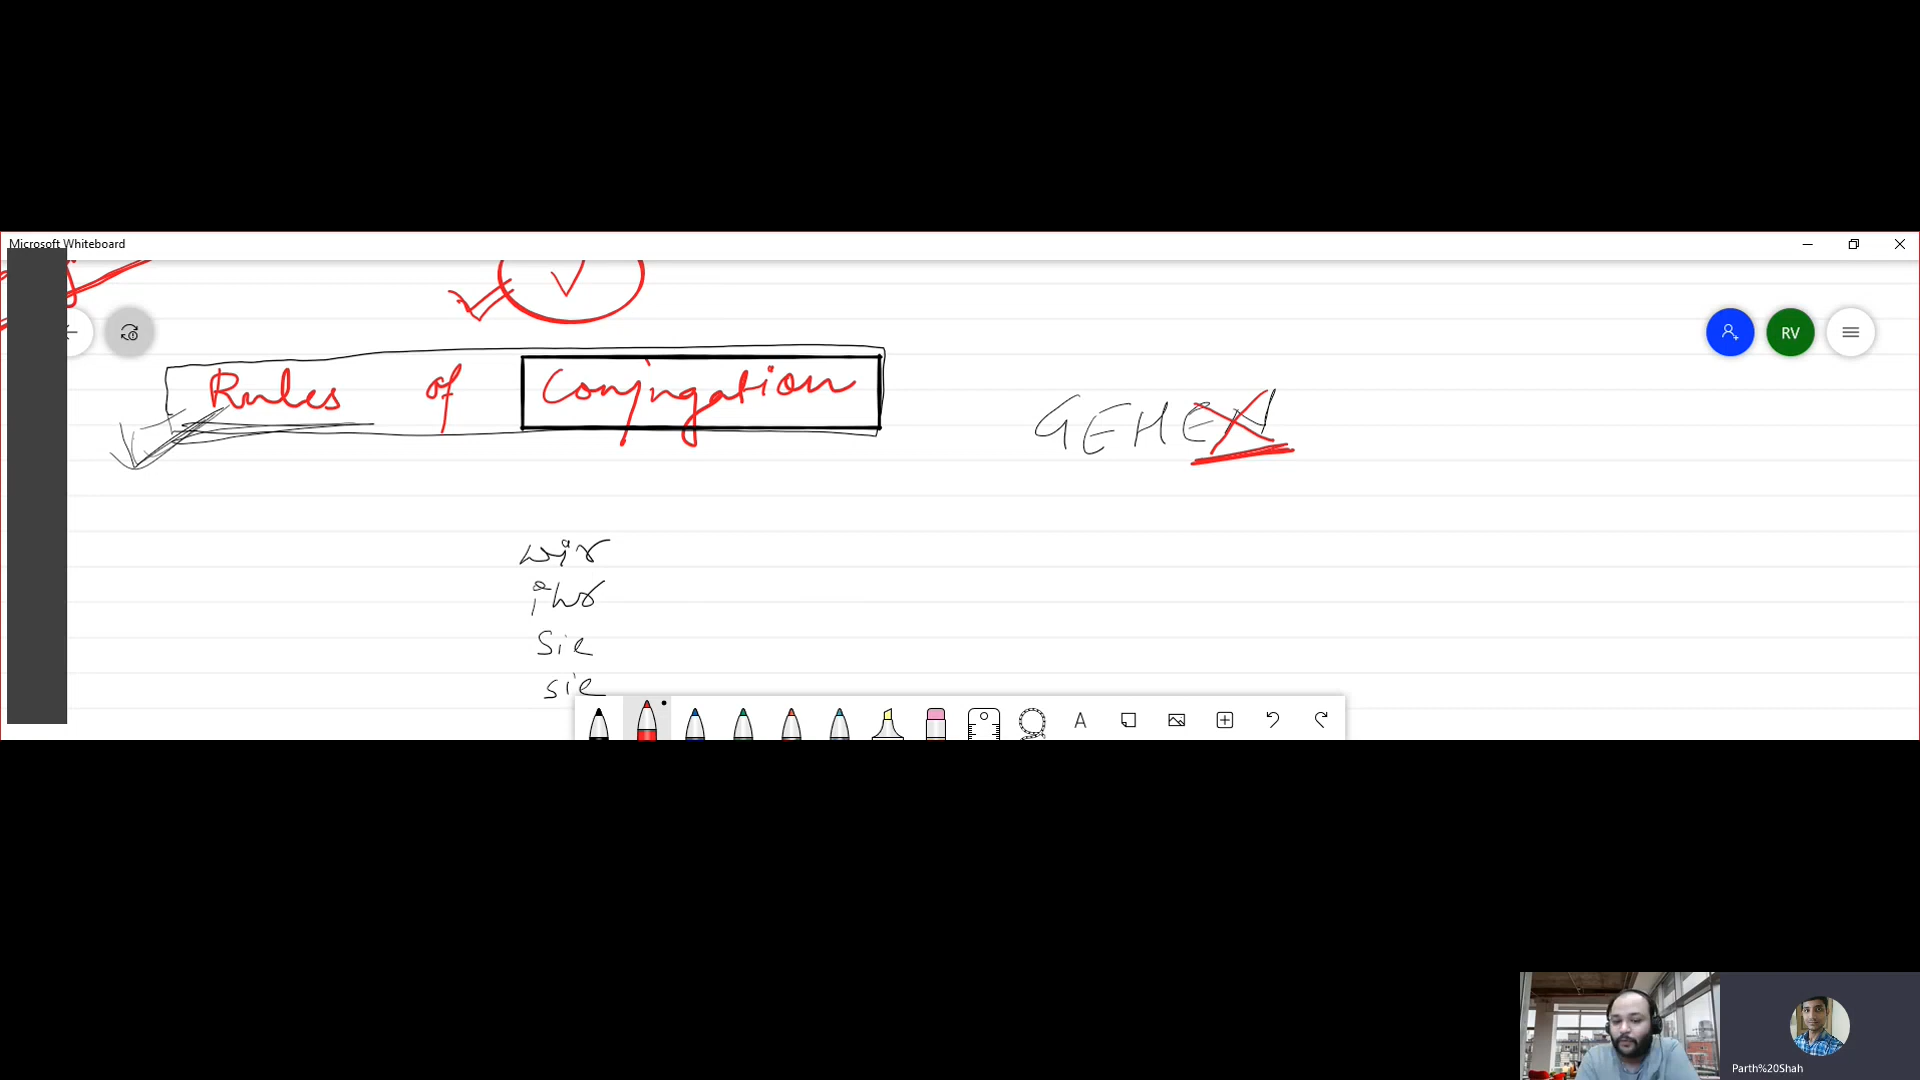 Microsoft Whiteboard
V
RV
Rules of Conjugation
GEHEN
wir
ihr
Sie
sie
A
Parth%20Shah